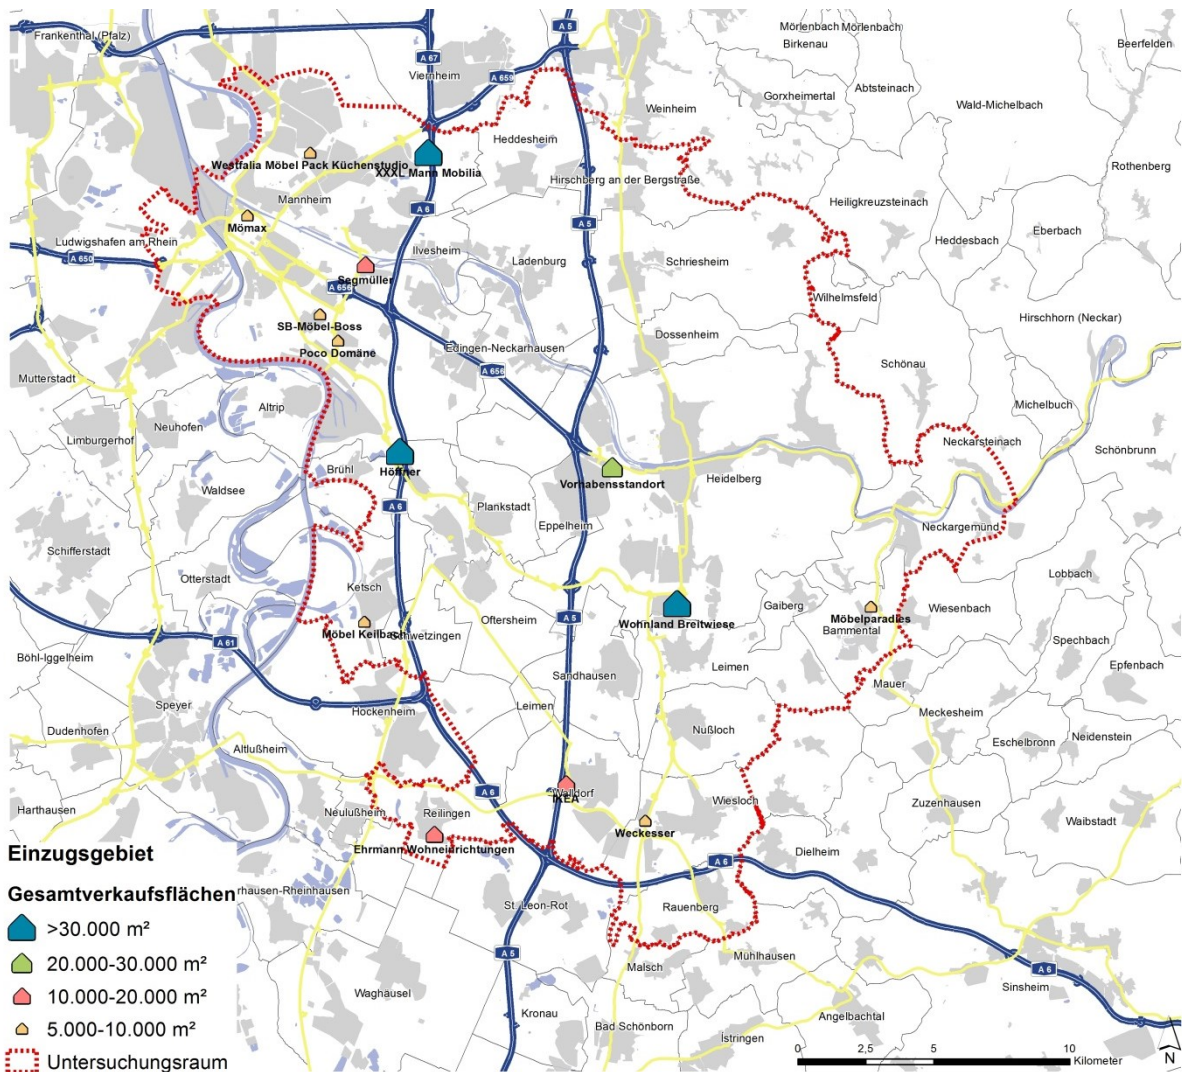 Frankenthal (Pfalz)
A 5
Mörlenbach
Mörlenbach
Birkenau
Beerfelden
A 67
Viernheim
A 659
Abtsteinach
Gorxheimertal
Wald-Michelbach
Weinheim
Heddesheim
Westfalia Möbel Pack Küchenstudio
XXXL Mann Mobilia
Rothenberg
Hirschberg an der Bergstraße
Mannheim
Heiligkreuzsteinach
A 6
A 5
Mömax
Eberbach
Heddesbach
Ludwigshafen am Rhein
Ilvesheim
A 650
Ladenburg
Schriesheim
Segmüller
A 656
Wilhelmsfeld
Hirschhorn (Neckar)
SB-Möbel-Boss
Dossenheim
Poco Domäne
Edingen-Neckarhausen
Schönau
A 656
Mutterstadt
Altrip
Michelbuch
Neuhofen
Limburgerhof
Neckarsteinach
Schönbrunn
Brühl
Höffner
Vorhabensstandort
Heidelberg
Waldsee
A 6
Plankstadt
Eppelheim
Neckargemünd
Schifferstadt
Otterstadt
Lobbach
Ketsch
Gaiberg
Möbelparadies
Wiesenbach
A 5
Oftersheim
Wohnland Breitwiese
Möbel Keilbach
Schwetzingen
Bammental
A 61
Spechbach
Böhl-Iggelheim
Leimen
Epfenbach
Sandhausen
Mauer
Speyer
Hockenheim
Leimen
Meckesheim
Dudenhofen
Nußloch
Neidenstein
Altlußheim
Eschelbronn
A 6
Walldorf
IKEA
Wiesloch
Harthausen
Neulußheim
Reilingen
Zuzenhausen
Waibstadt
Weckesser
Ehrmann Wohneinrichtungen
Dielheim
A 6
Einzugsgebiet
Gesamtverkaufsflächen
rhausen-Rheinhausen
St. Leon-Rot
Rauenberg
>30.000 m²
A 5
Mühlhausen
20.000-30.000 m²
Malsch
A 6
Sinsheim
Waghäusel
10.000-20.000 m²
Kronau
Angelbachtal
5.000-10.000 m²
Bad Schönborn
Östringen
Untersuchungsraum
0 2,5 5 10
Kilometer
N